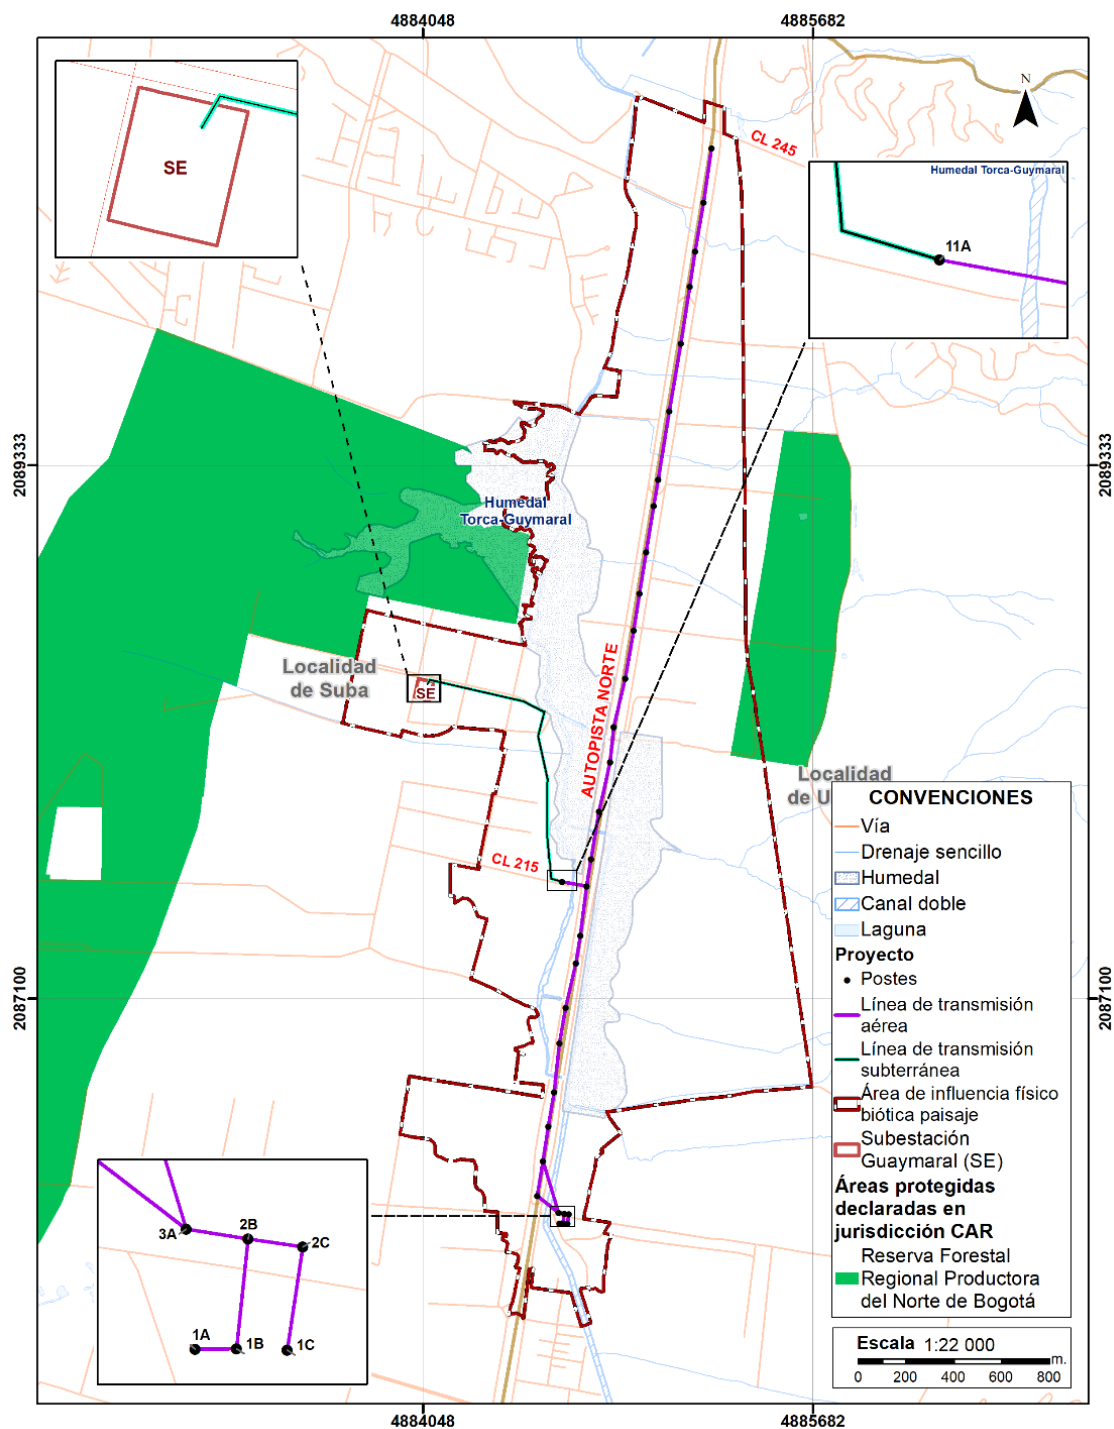 4884048
4885682
N
CL 245
SE
Humedal Torca-Guymaral
11A
2089333
2089333
Humedal
Torca-Guymaral
Localidad
de Suba
SE
AUTOPISTA NORTE
Localidad
de U
CL 215
CONVENCIONES
Vía
Drenaje sencillo
Humedal
Canal doble
Laguna
Proyecto
Postes
Línea de transmisión
aérea
Línea de transmisión
subterránea
Área de influencia físico
biótica paisaje
Subestación
Guaymaral (SE)
Áreas protegidas
declaradas en
jurisdicción CAR
Reserva Forestal
Regional Productora
del Norte de Bogotá
2087100
2087100
3A
2B
2C
1A
1B
1C
Escala 1:22 000
m.
0 200 400 600 800
4884048
4885682